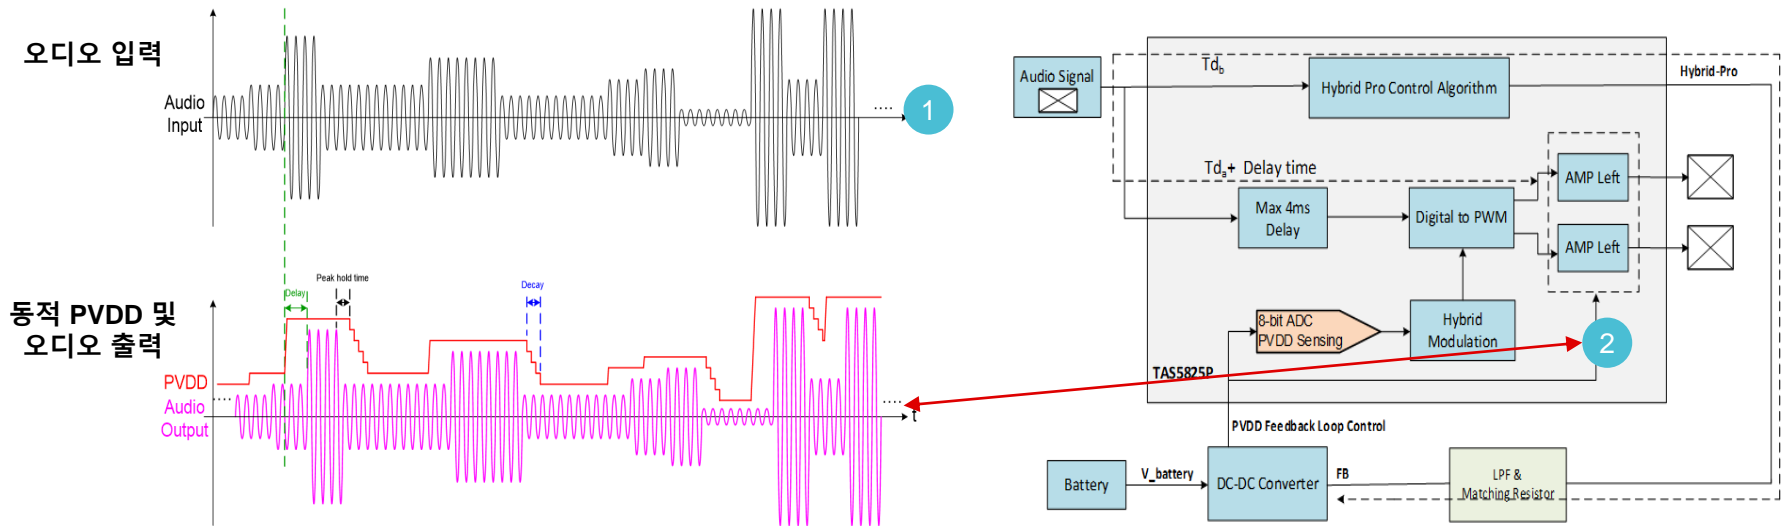 오디오 입력
Audio
Input
....
1
동적 PVDD 및
오디오 출력
Delay
Peak hold time
Decay
PVDD
....
Audio
Output
....
t
Audio Signal
Td_b
Hybrid Pro Control Algorithm
Hybrid-Pro
Td_a+ Delay time
Max 4ms
Delay
Digital to PWM
AMP Left
AMP Left
8-bit ADC
PVDD Sensing
Hybrid
Modulation
2
TAS5825P
PVDD Feedback Loop Control
Battery
V_battery
DC-DC Converter
FB
LPF &
Matching Resistor